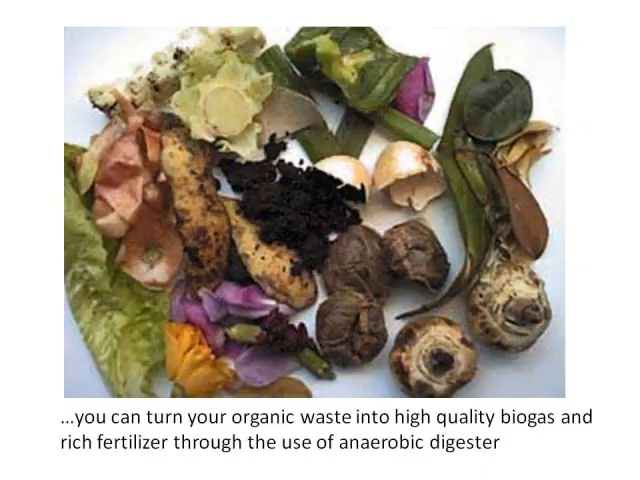 ...you can turn your organic waste into high quality biogas and
rich fertilizer through the use of anaerobic digester